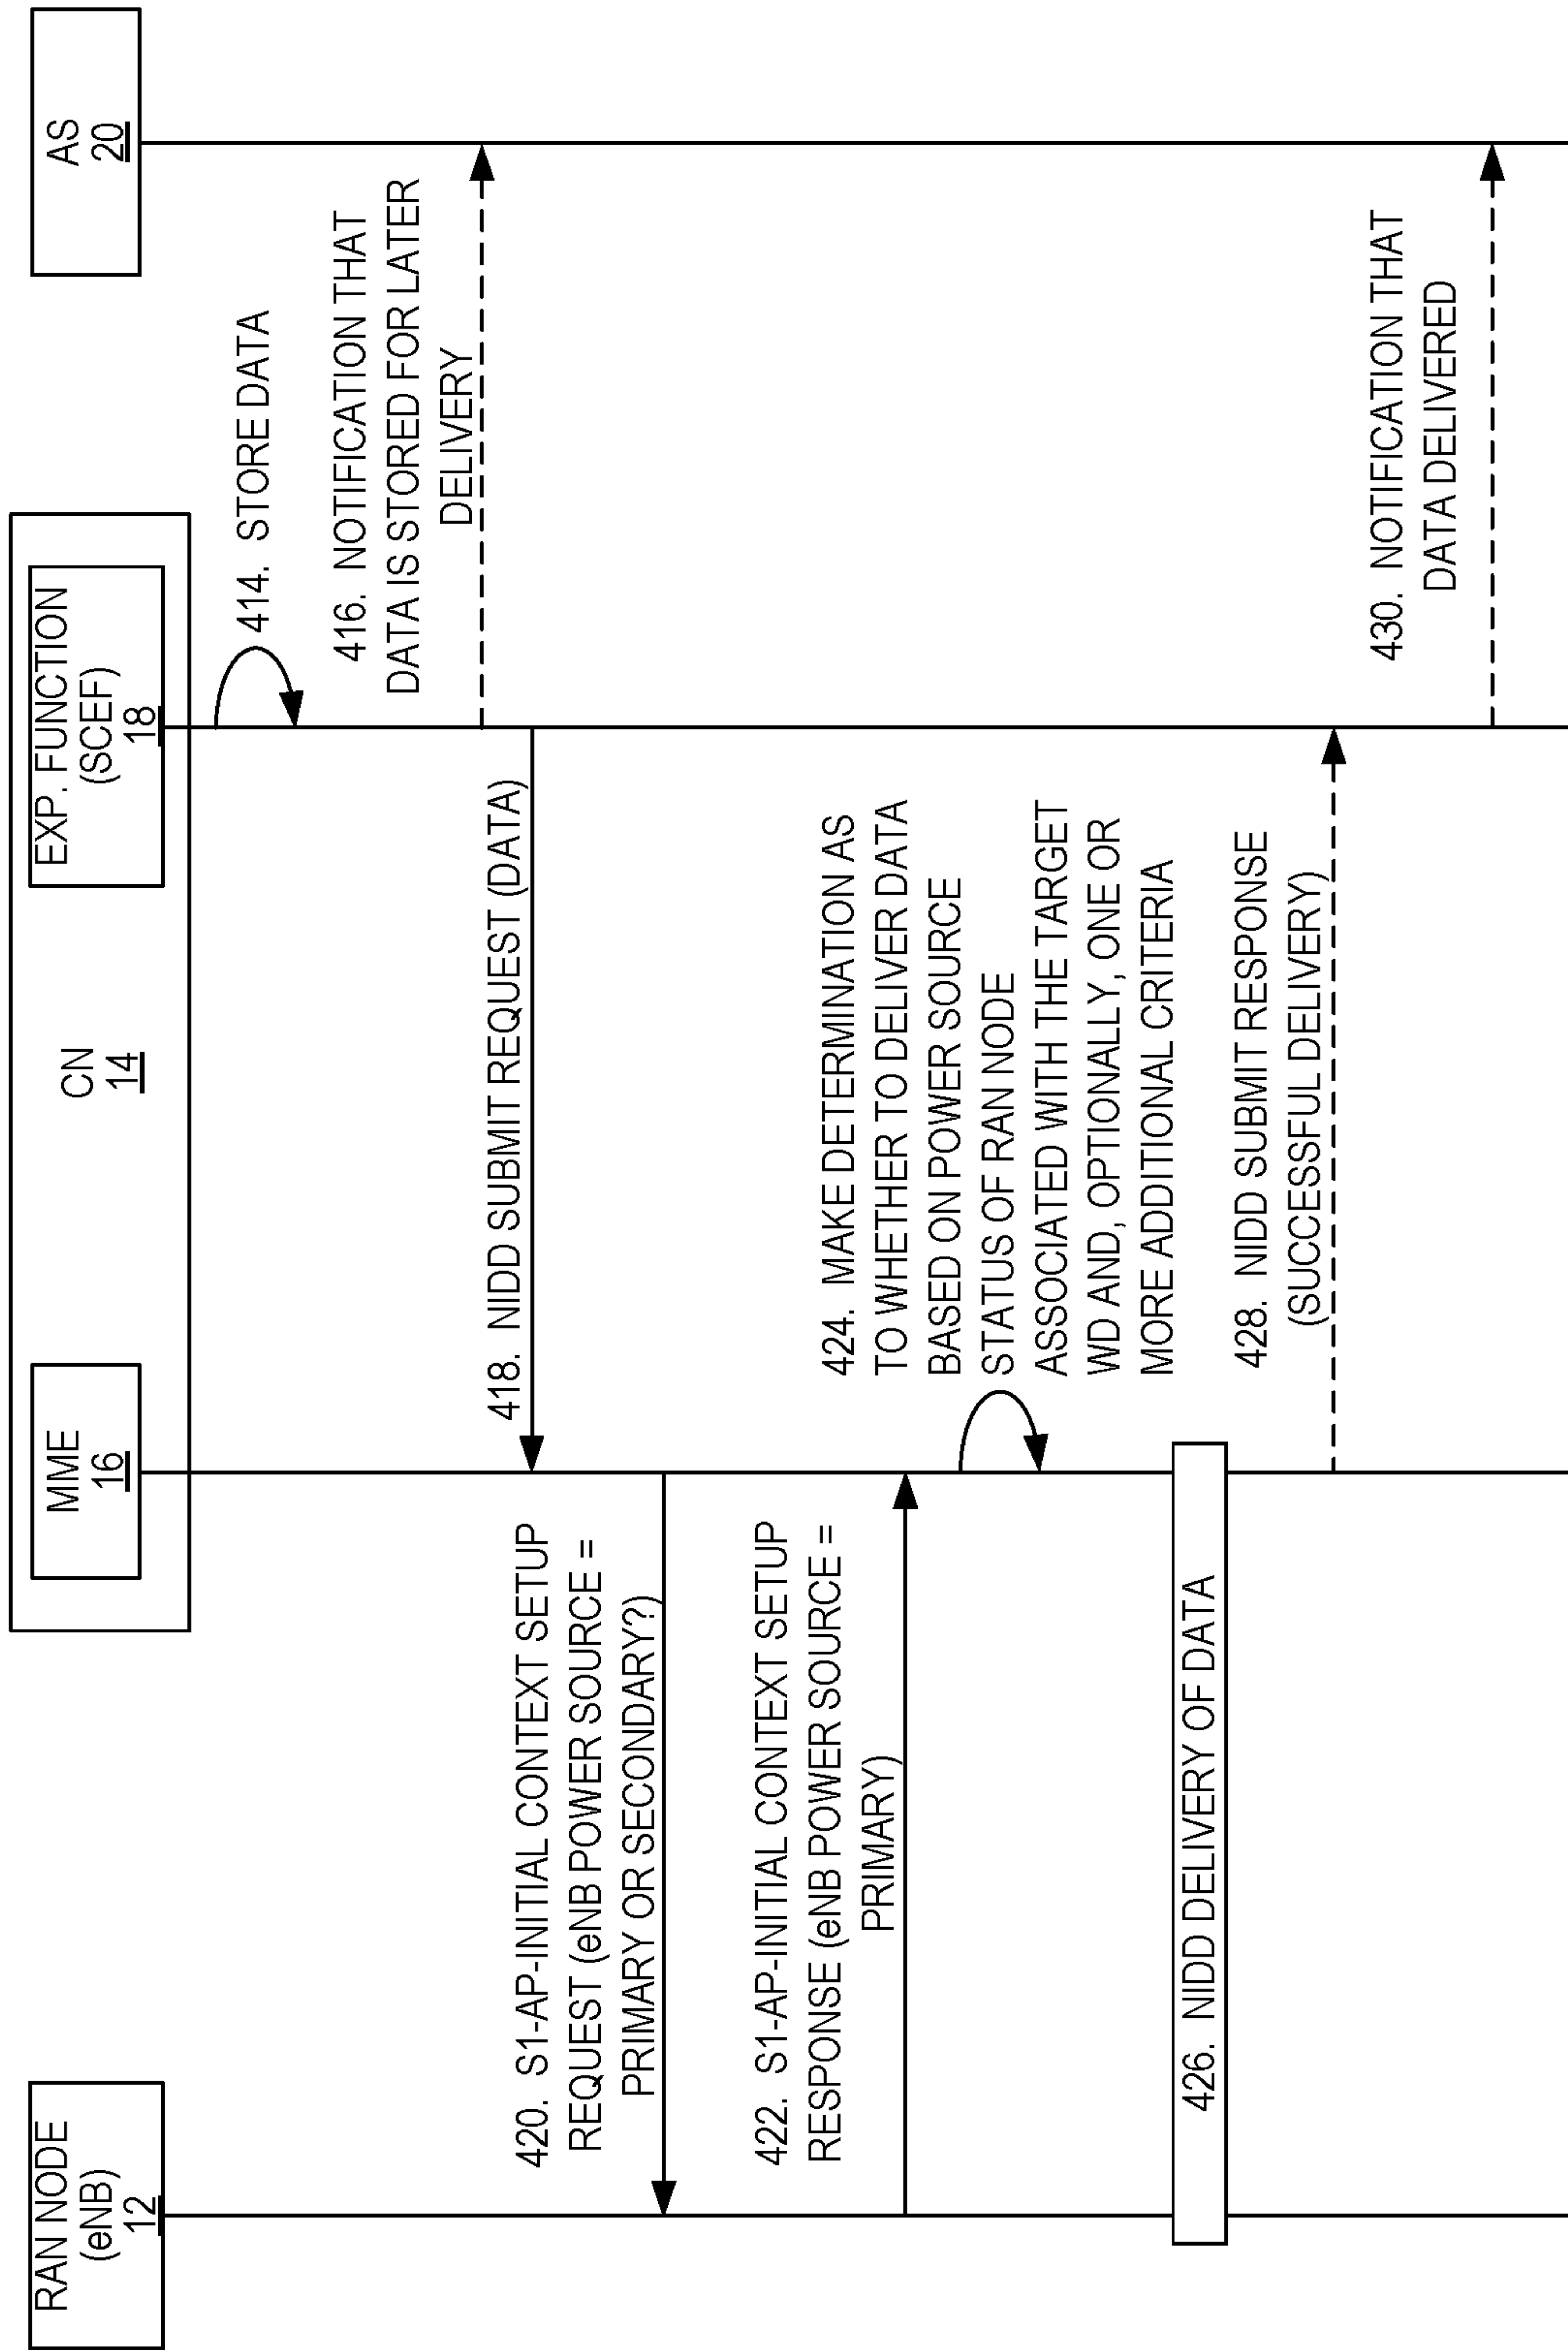 RAN NODE
(eNB)
12
CN
14
MME
16
EXP. FUNCTION
(SCEF)
18
AS
20
414. STORE DATA
416. NOTIFICATION THAT
DATA IS STORED FOR LATER
DELIVERY
418. NIDD SUBMIT REQUEST (DATA)
420. S1-AP-INITIAL CONTEXT SETUP
REQUEST (eNB POWER SOURCE =
PRIMARY OR SECONDARY?)
422. S1-AP-INITIAL CONTEXT SETUP
RESPONSE (eNB POWER SOURCE =
PRIMARY)
424. MAKE DETERMINATION AS
TO WHETHER TO DELIVER DATA
BASED ON POWER SOURCE
STATUS OF RAN NODE
ASSOCIATED WITH THE TARGET
WD AND, OPTIONALLY, ONE OR
MORE ADDITIONAL CRITERIA
426. NIDD DELIVERY OF DATA
428. NIDD SUBMIT RESPONSE
(SUCCESSFUL DELIVERY)
430. NOTIFICATION THAT
DATA DELIVERED